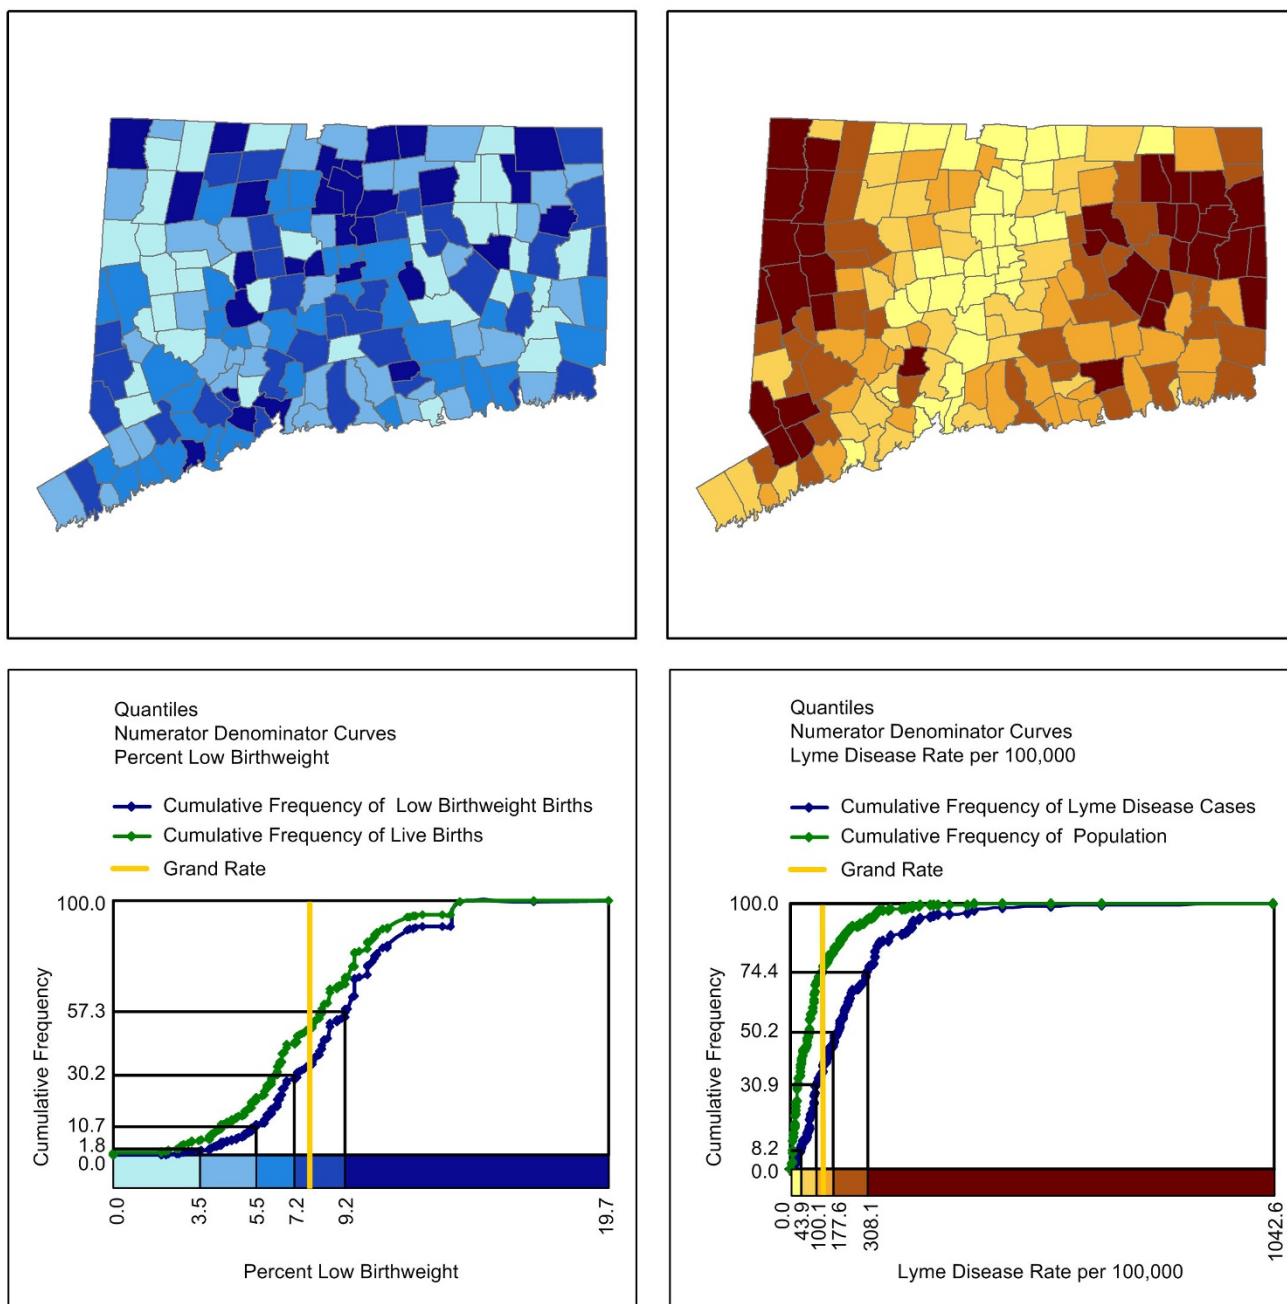 Quantiles
Numerator Denominator Curves
Percent Low Birthweight
Cumulative Frequency of Low Birthweight Births
Cumulative Frequency of Live Births
Grand Rate
Cumulative Frequency
100.0
57.3
30.2
10.7
1.8
0.0
0.0
3.5
5.5
7.2
9.2
19.7
Percent Low Birthweight
Quantiles
Numerator Denominator Curves
Lyme Disease Rate per 100,000
Cumulative Frequency of Lyme Disease Cases
Cumulative Frequency of Population
Grand Rate
Cumulative Frequency
100.0
74.4
50.2
30.9
8.2
0.0
0.0
43.9
100.1
177.6
308.1
1042.6
Lyme Disease Rate per 100,000